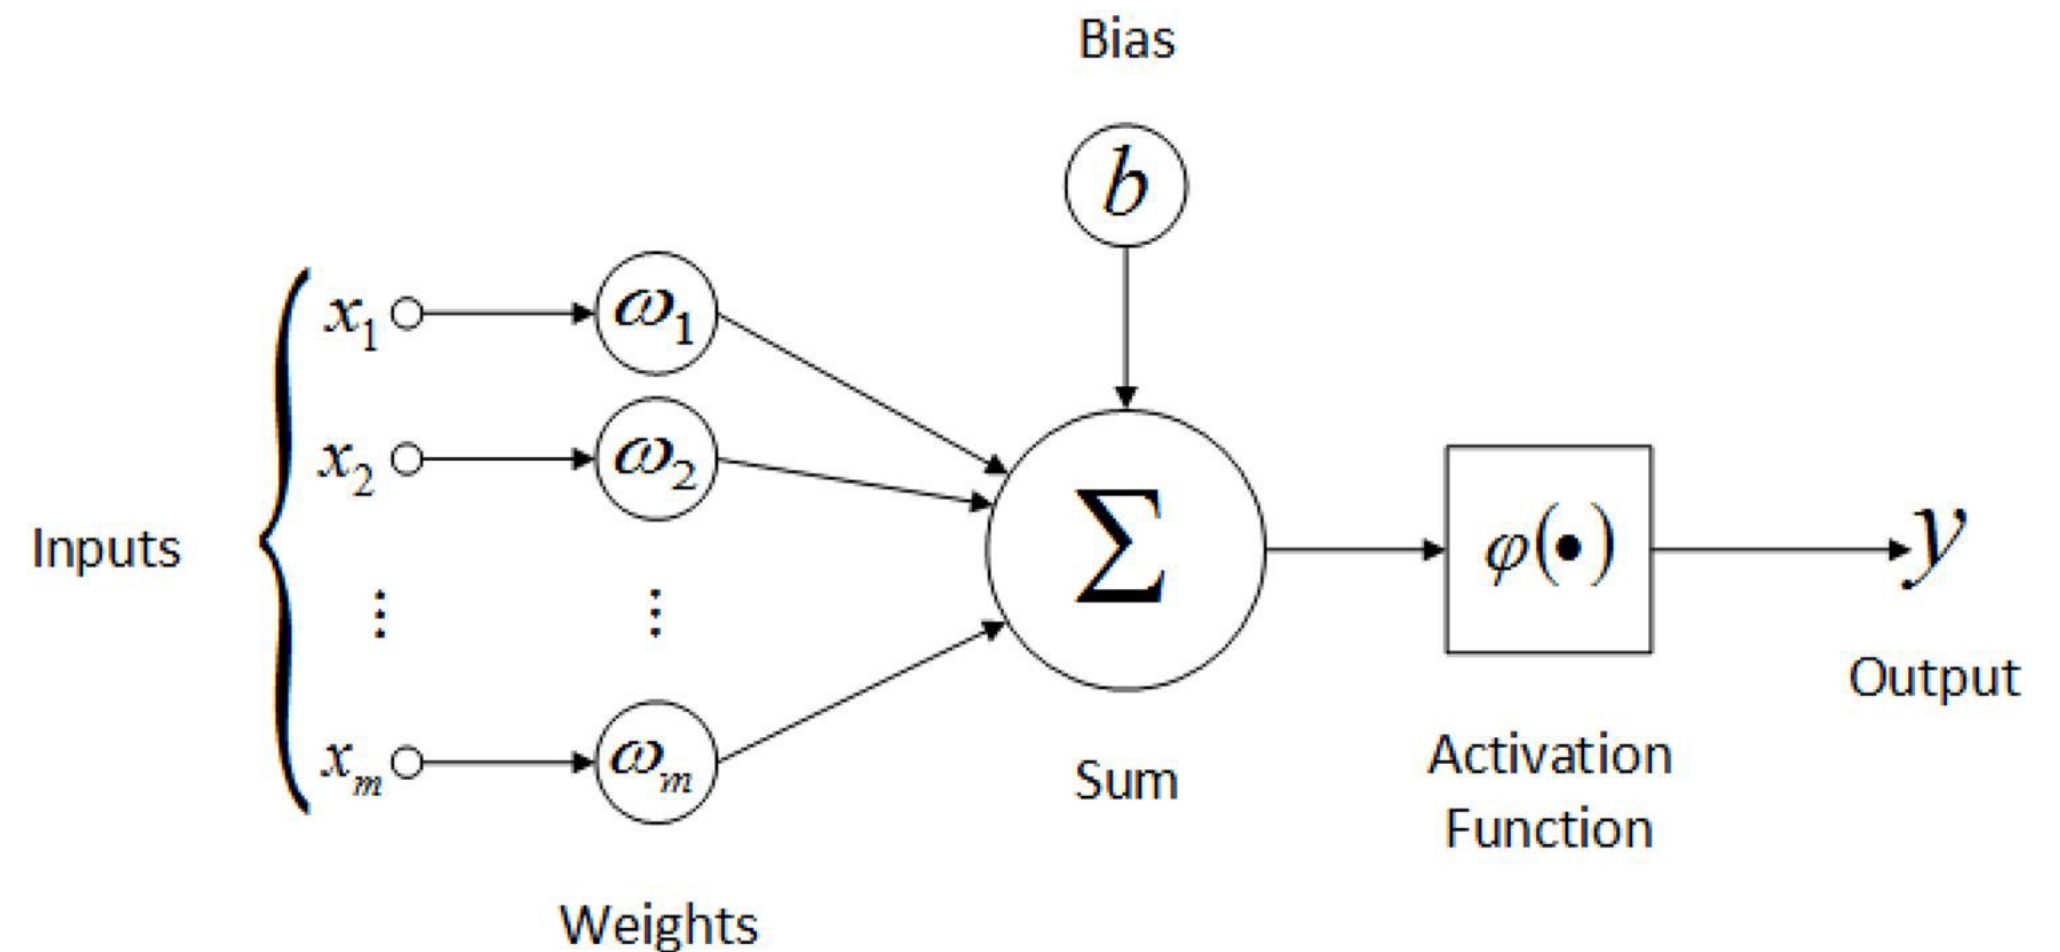 Bias
b
x₁ ω₁
x₂ ω₂
Σ
φ(•)
y
Inputs
⋮ ⋮
Output
xₘ ωₘ
Sum
Activation
Function
Weights